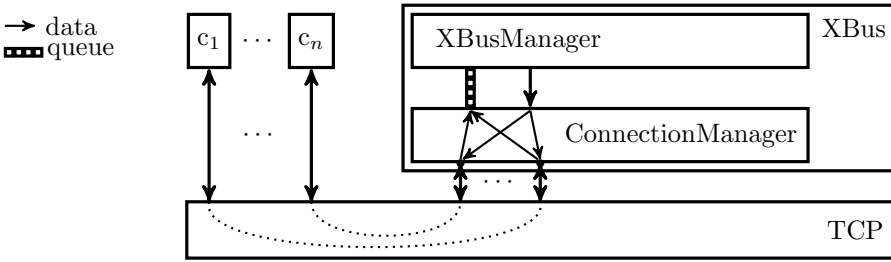 data
queue
c₁ ··· cₙ
XBusManager
XBus
···
ConnectionManager
···
TCP